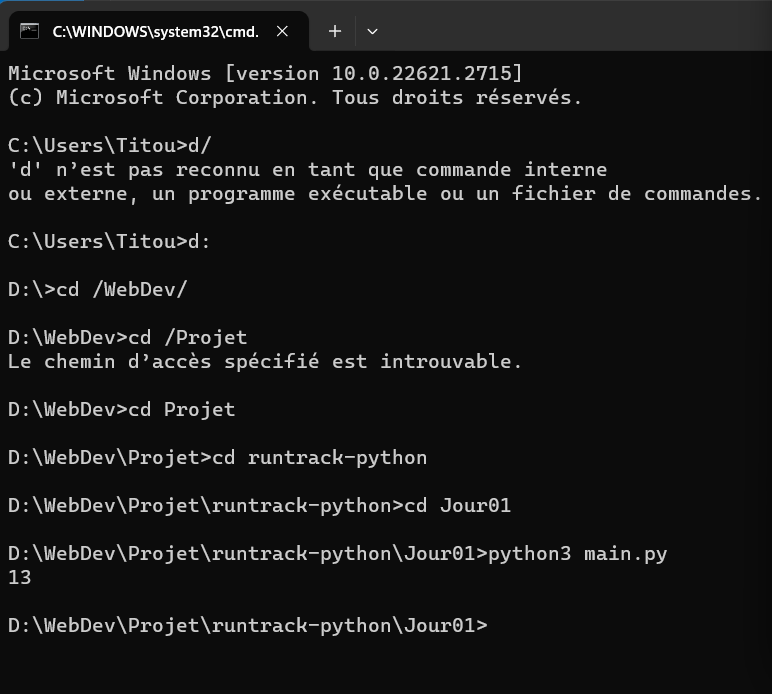 C:\WINDOWS\system32\cmd.
Microsoft Windows [version 10.0.22621.2715]
(c) Microsoft Corporation. Tous droits réservés.
C:\Users\Titou>d/
'd' n’est pas reconnu en tant que commande interne
ou externe, un programme exécutable ou un fichier de commandes.
C:\Users\Titou>d:
D:\>cd /WebDev/
D:\WebDev>cd /Projet
Le chemin d’accès spécifié est introuvable.
D:\WebDev>cd Projet
D:\WebDev\Projet>cd runtrack-python
D:\WebDev\Projet\runtrack-python>cd Jour01
D:\WebDev\Projet\runtrack-python\Jour01>python3 main.py
13
D:\WebDev\Projet\runtrack-python\Jour01>